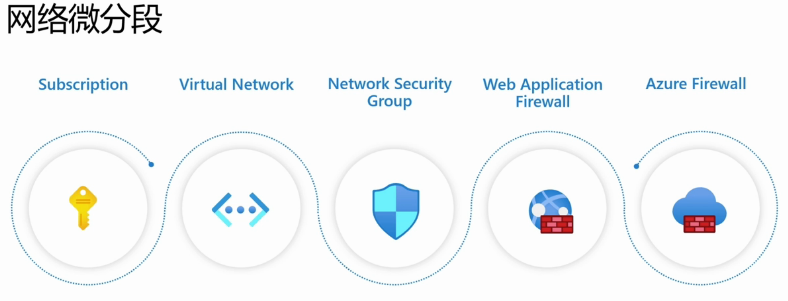 网络微分段
Subscription
Virtual Network
Network Security
Group
Web Application
Firewall
Azure Firewall